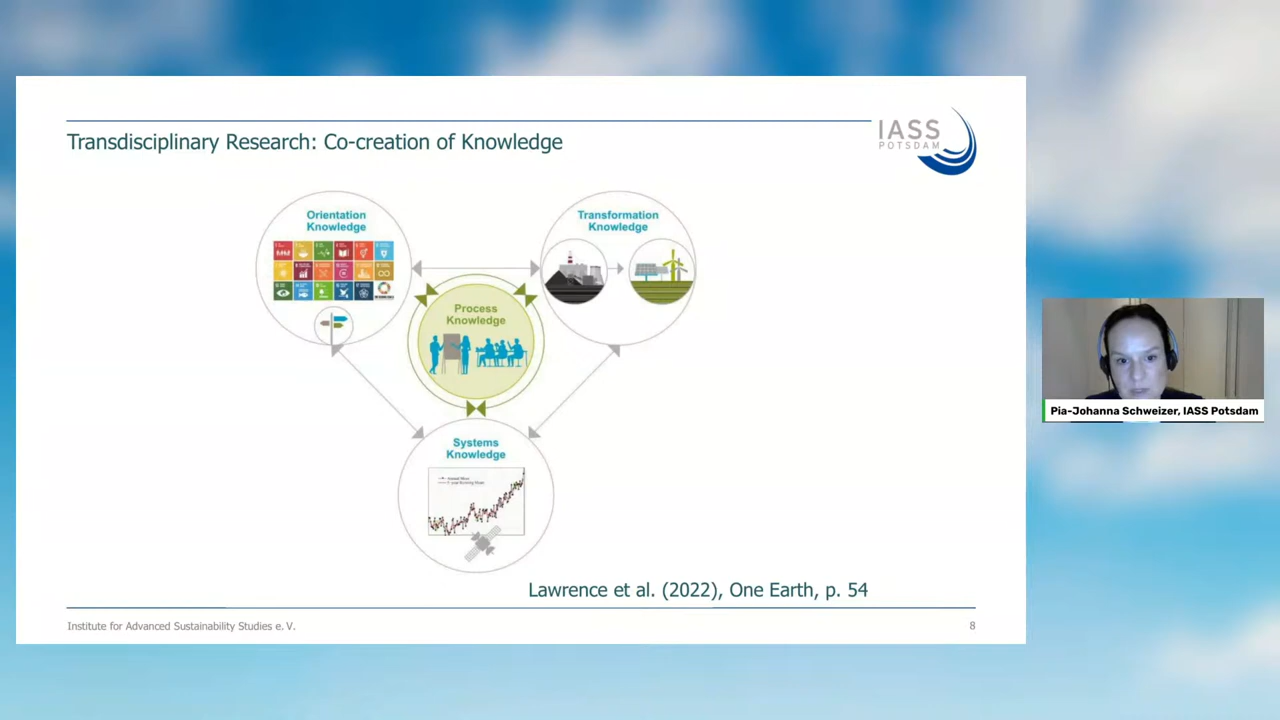 Transdisciplinary Research: Co-creation of Knowledge
IASS
POTSDAM
Orientation
Knowledge
Transformation
Knowledge
Process
Knowledge
Systems
Knowledge
Lawrence et al. (2022), One Earth, p. 54
Institute for Advanced Sustainability Studies e. V.
8
Pia-Johanna Schweizer, IASS Potsdam